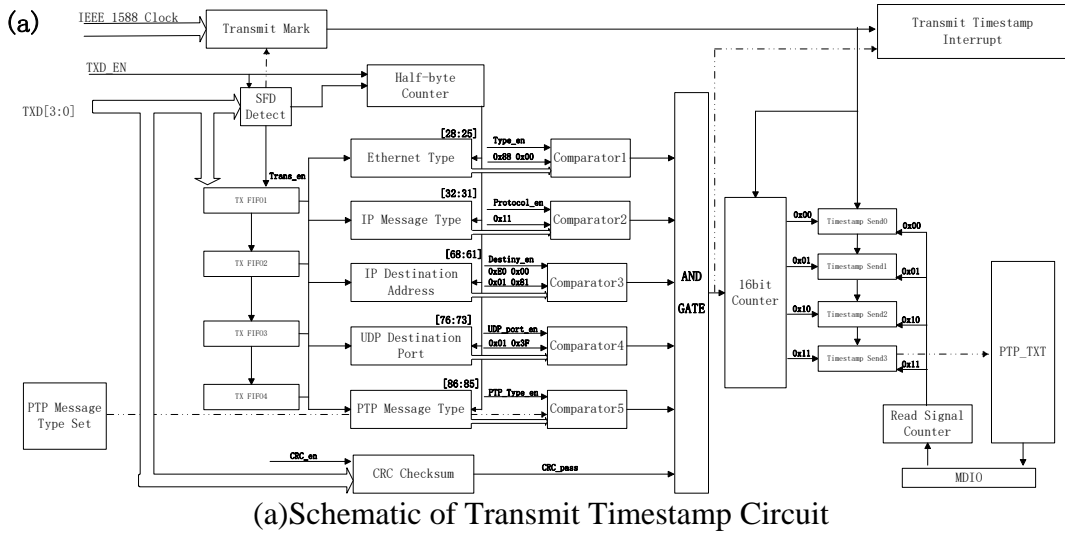 (a)
IEEE 1588 Clock
Transmit Mark
Transmit Timestamp
Interrupt
TXD_EN
Half-byte
Counter
TXD[3:0]
SFD
Detect
Trans_en
[28:25]
Ethernet Type
Type_en
0x88 0x00
Comparator1
TX FIFO1
[32:31]
IP Message Type
Protocol_en
0x11
Comparator2
TX FIFO2
[68:61]
IP Destination
Address
Destiny_en
0xE0 0x00
0x01 0x81
Comparator3
TX FIFO3
[76:73]
UDP Destination
Port
UDP_port_en
0x01 0x3F
Comparator4
TX FIFO4
[86:85]
PTP Message Type
PTP_Type_en
Comparator5
PTP Message
Type Set
CRC_en
CRC Checksum
CRC_pass
AND
GATE
16bit
Counter
0x00
Timestamp Send0
0x00
0x01
Timestamp Send1
0x01
0x10
Timestamp Send2
0x10
0x11
Timestamp Send3
0x11
PTP_TXT
Read Signal
Counter
MDIO
(a)Schematic of Transmit Timestamp Circuit